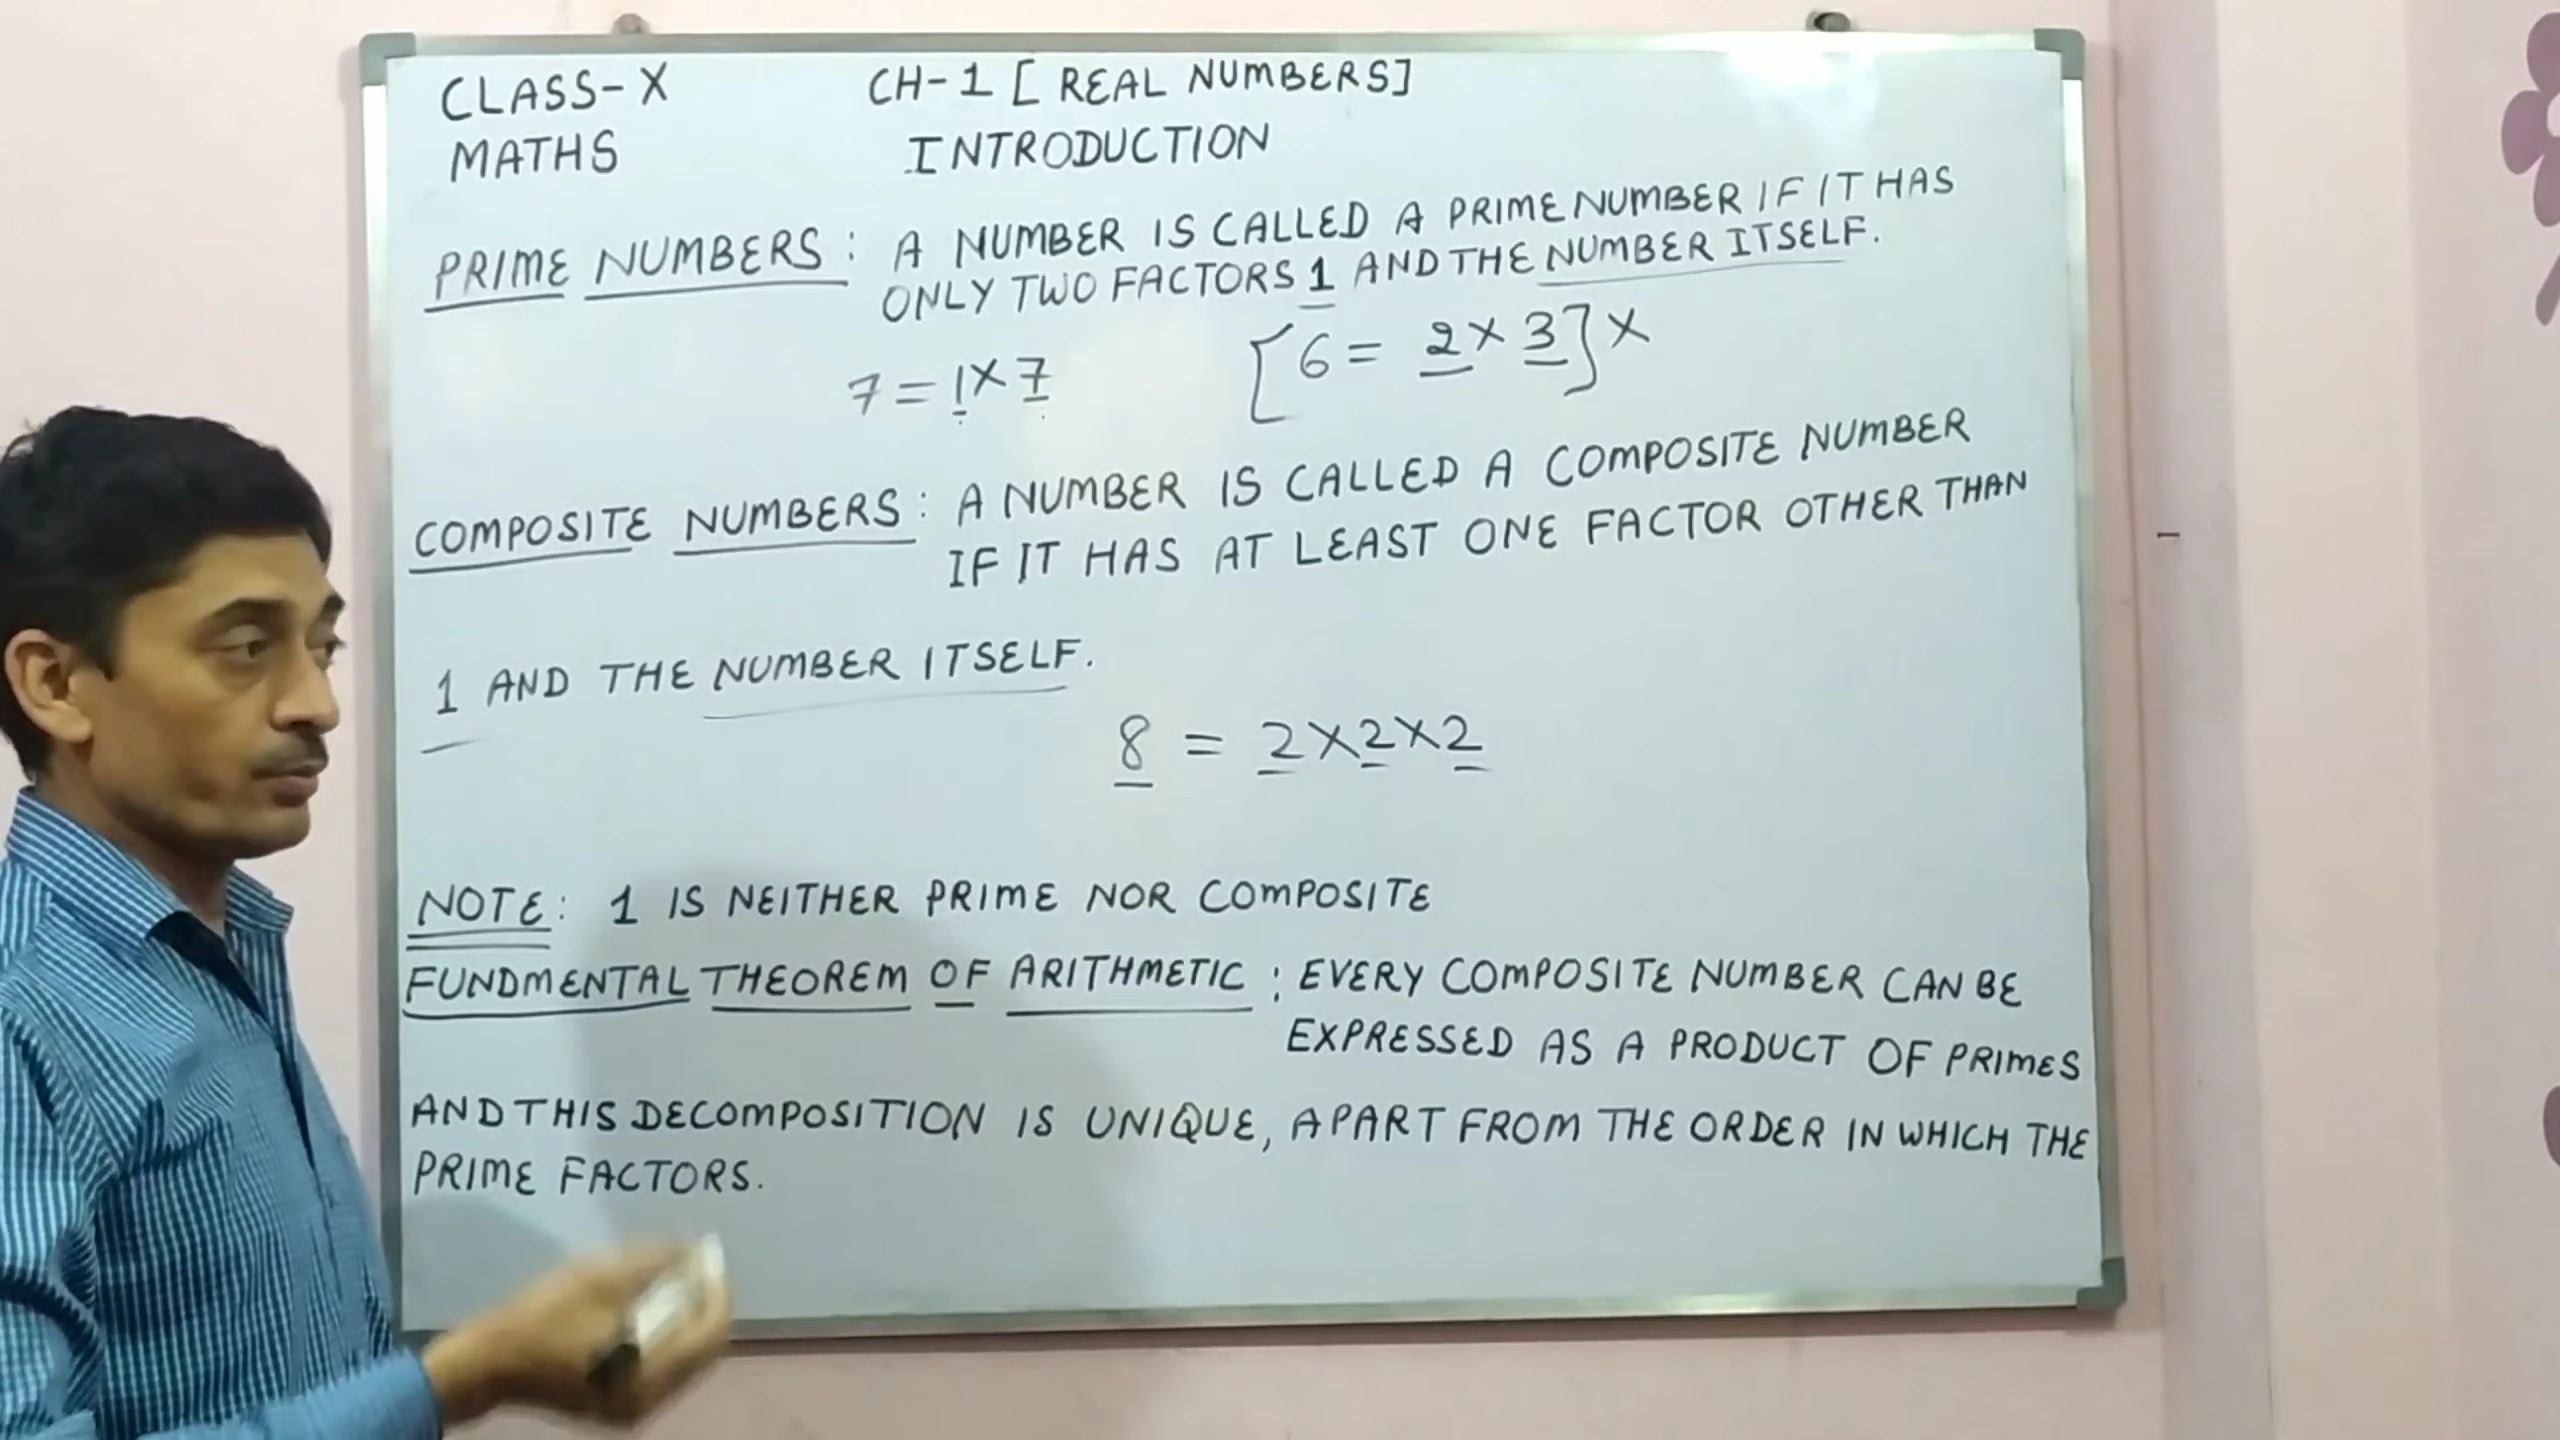 CLASS-X CH-1 [REAL NUMBERS]
MATHS INTRODUCTION
PRIME NUMBERS: A NUMBER IS CALLED A PRIME NUMBER IF IT HAS
ONLY TWO FACTORS 1 AND THE NUMBER ITSELF.
7 = 1×7 [6 = 2×3]×
COMPOSITE NUMBERS: A NUMBER IS CALLED A COMPOSITE NUMBER
IF IT HAS AT LEAST ONE FACTOR OTHER THAN
1 AND THE NUMBER ITSELF.
8 = 2×2×2
NOTE: 1 IS NEITHER PRIME NOR COMPOSITE
FUNDMENTAL THEOREM OF ARITHMETIC: EVERY COMPOSITE NUMBER CAN BE
EXPRESSED AS A PRODUCT OF PRIMES
AND THIS DECOMPOSITION IS UNIQUE, APART FROM THE ORDER IN WHICH THE
PRIME FACTORS.